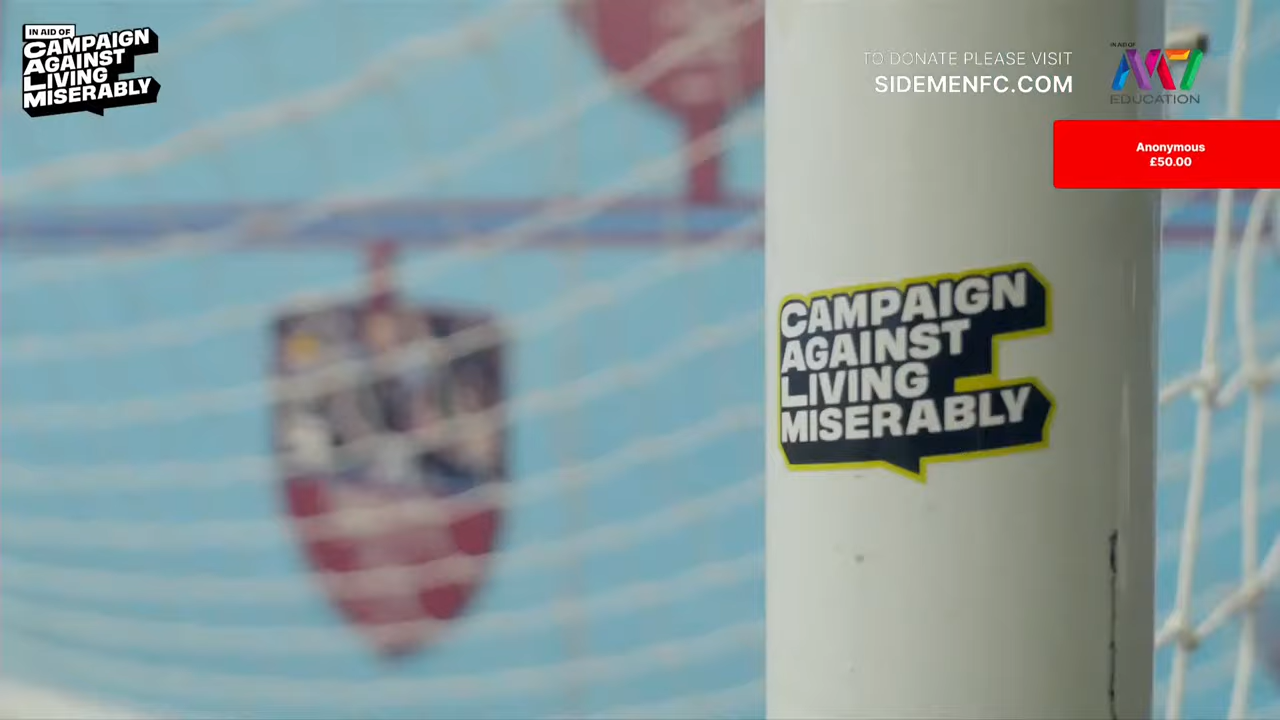 IN AID OF
CAMPAIGN
AGAINST
LIVING
MISERABLY
TO DONATE PLEASE VISIT
SIDEMENFC.COM
IN AID OF
EDUCATION
Anonymous
£50.00
CAMPAIGN
AGAINST
LIVING
MISERABLY